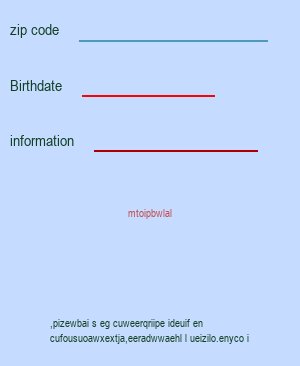 zip code
Birthdate
information
mtoipbwlal
,pizewbai s eg cuweerqriipe ideuif en
cufousuoawxextja,eeradwwaehl l ueizilo.enyco i